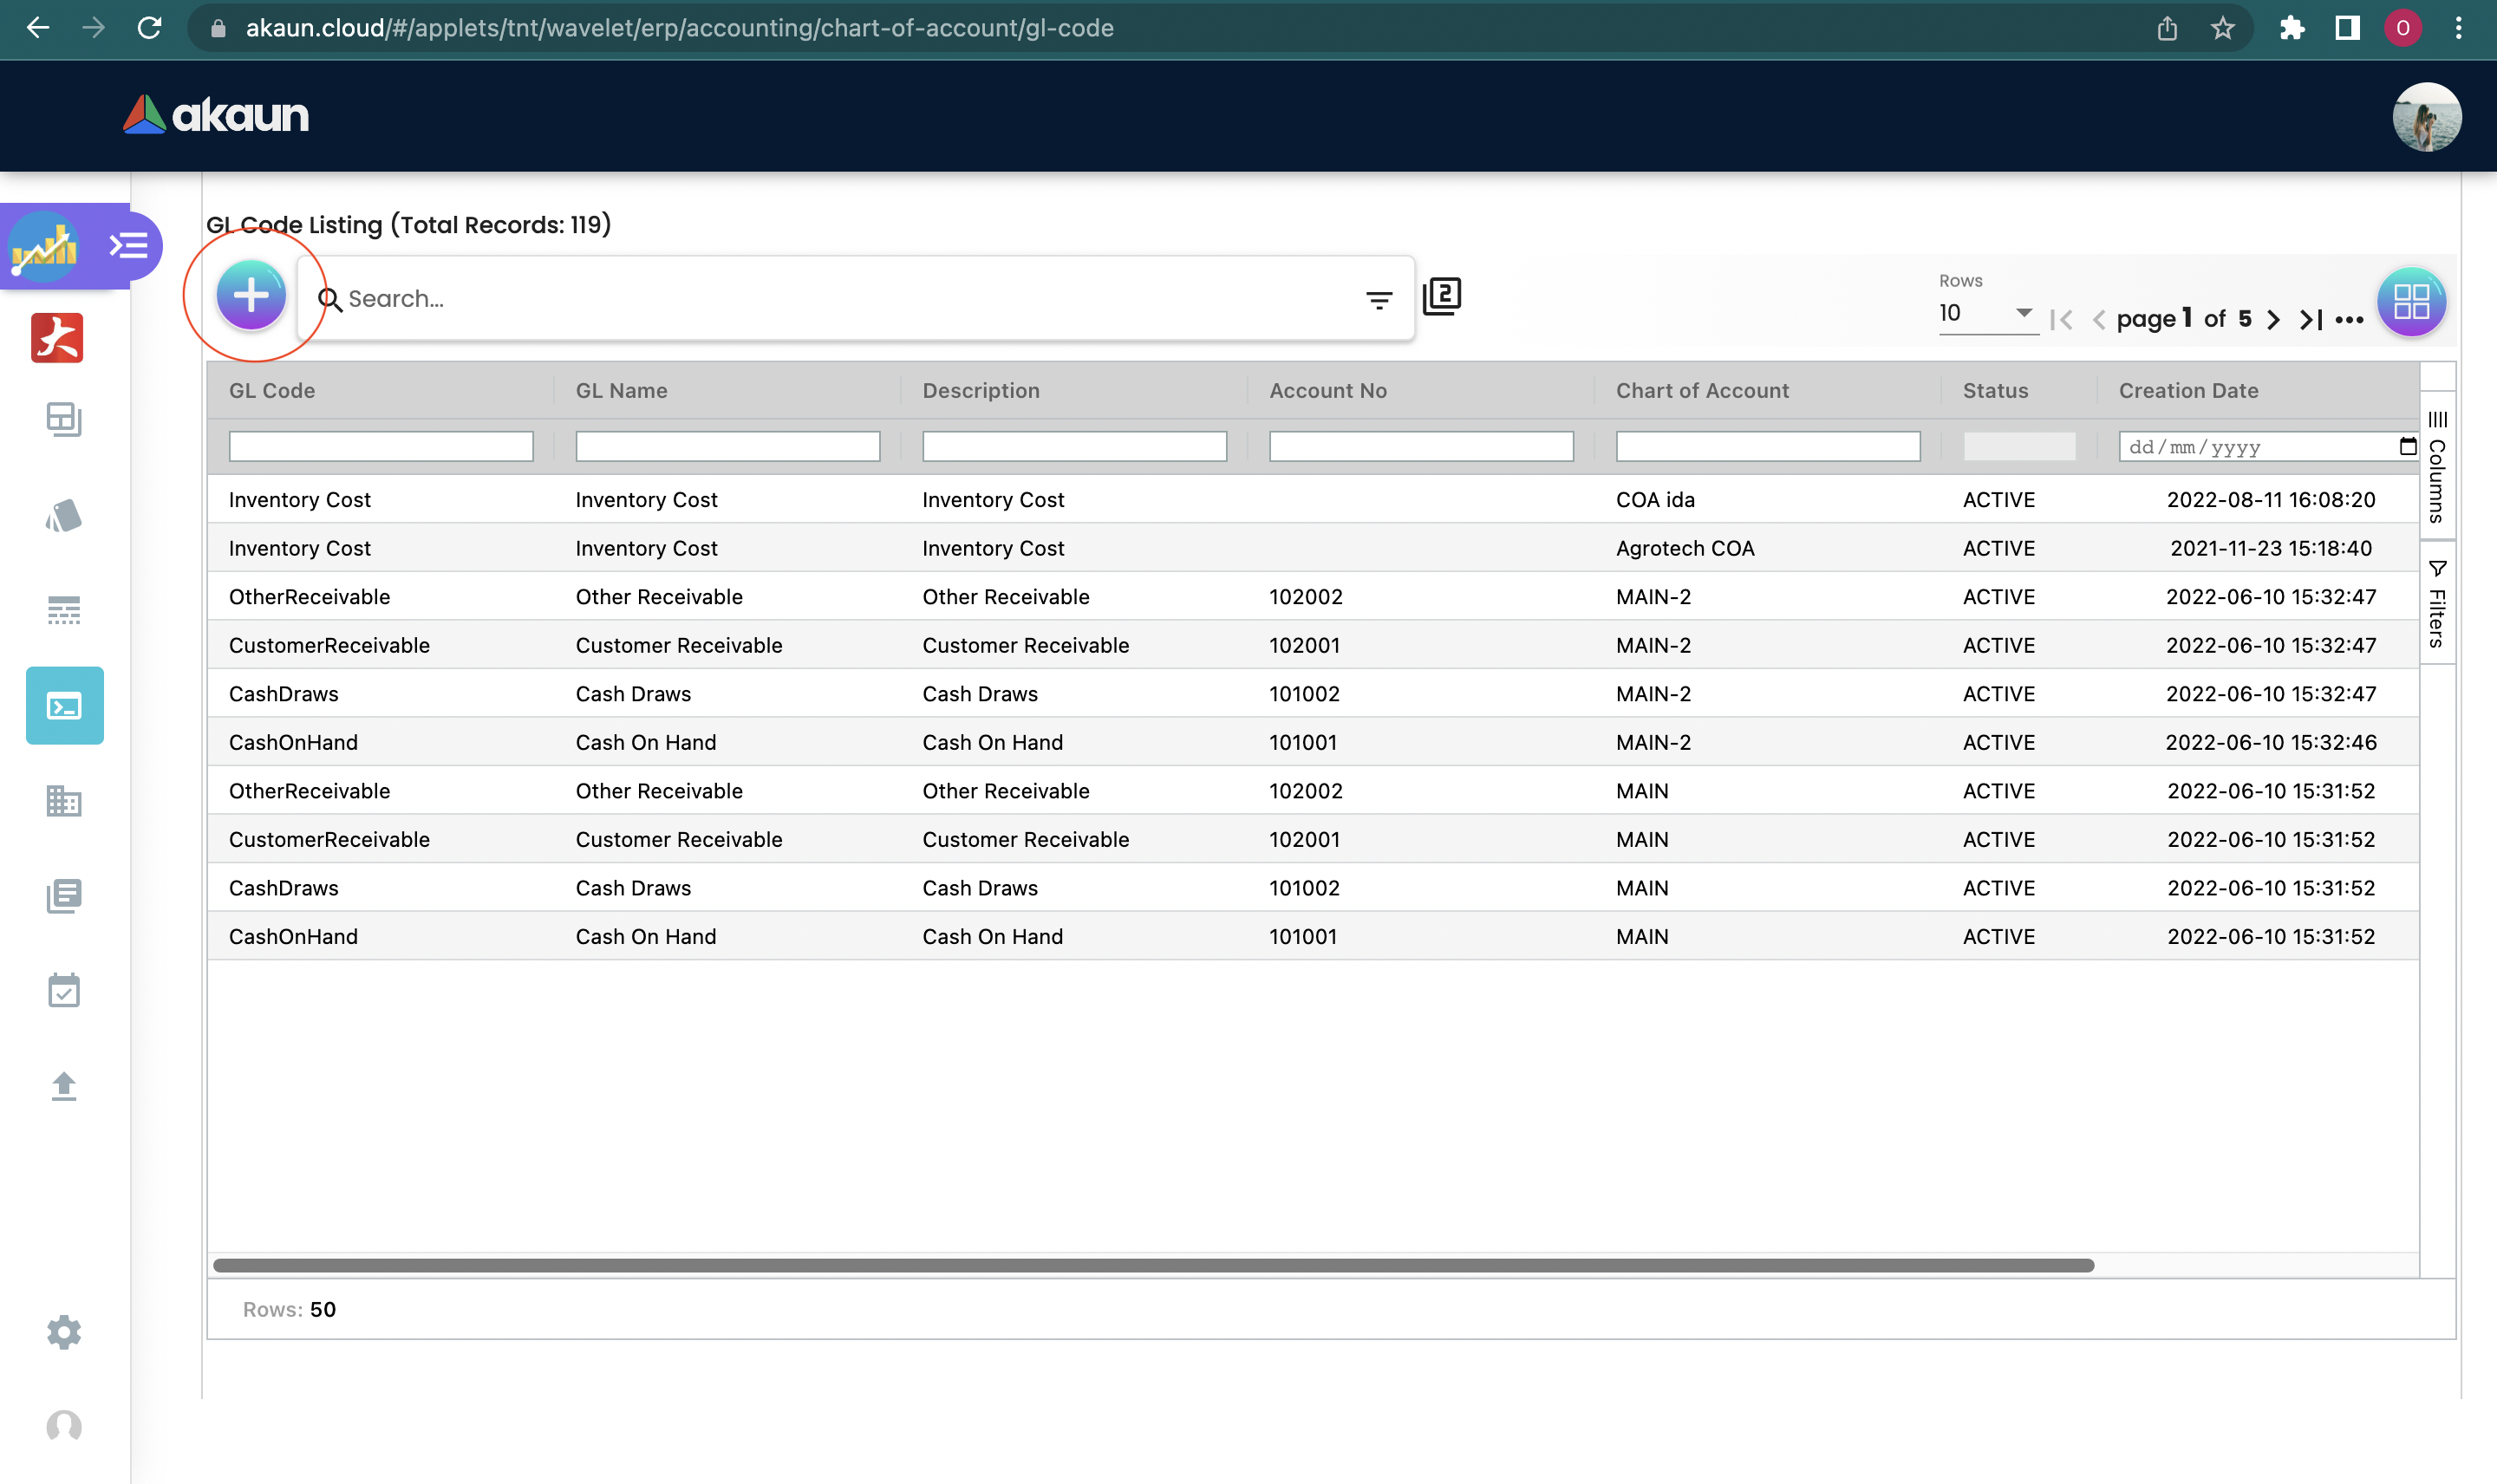 akaun.cloud/#/applets/tnt/wavelet/erp/accounting/chart-of-account/gl-code
O
akaun
GL Code Listing (Total Records: 119)
Search...
2
Rows
10
page 1 of 5
GL Code GL Name Description Account No Chart of Account Status Creation Date
dd/mm/yyyy
Columns
Filters
Inventory Cost Inventory Cost Inventory Cost COA ida ACTIVE 2022-08-11 16:08:20
Inventory Cost Inventory Cost Inventory Cost Agrotech COA ACTIVE 2021-11-23 15:18:40
OtherReceivable Other Receivable Other Receivable 102002 MAIN-2 ACTIVE 2022-06-10 15:32:47
CustomerReceivable Customer Receivable Customer Receivable 102001 MAIN-2 ACTIVE 2022-06-10 15:32:47
CashDraws Cash Draws Cash Draws 101002 MAIN-2 ACTIVE 2022-06-10 15:32:47
CashOnHand Cash On Hand Cash On Hand 101001 MAIN-2 ACTIVE 2022-06-10 15:32:46
OtherReceivable Other Receivable Other Receivable 102002 MAIN ACTIVE 2022-06-10 15:31:52
CustomerReceivable Customer Receivable Customer Receivable 102001 MAIN ACTIVE 2022-06-10 15:31:52
CashDraws Cash Draws Cash Draws 101002 MAIN ACTIVE 2022-06-10 15:31:52
CashOnHand Cash On Hand Cash On Hand 101001 MAIN ACTIVE 2022-06-10 15:31:52
Rows: 50